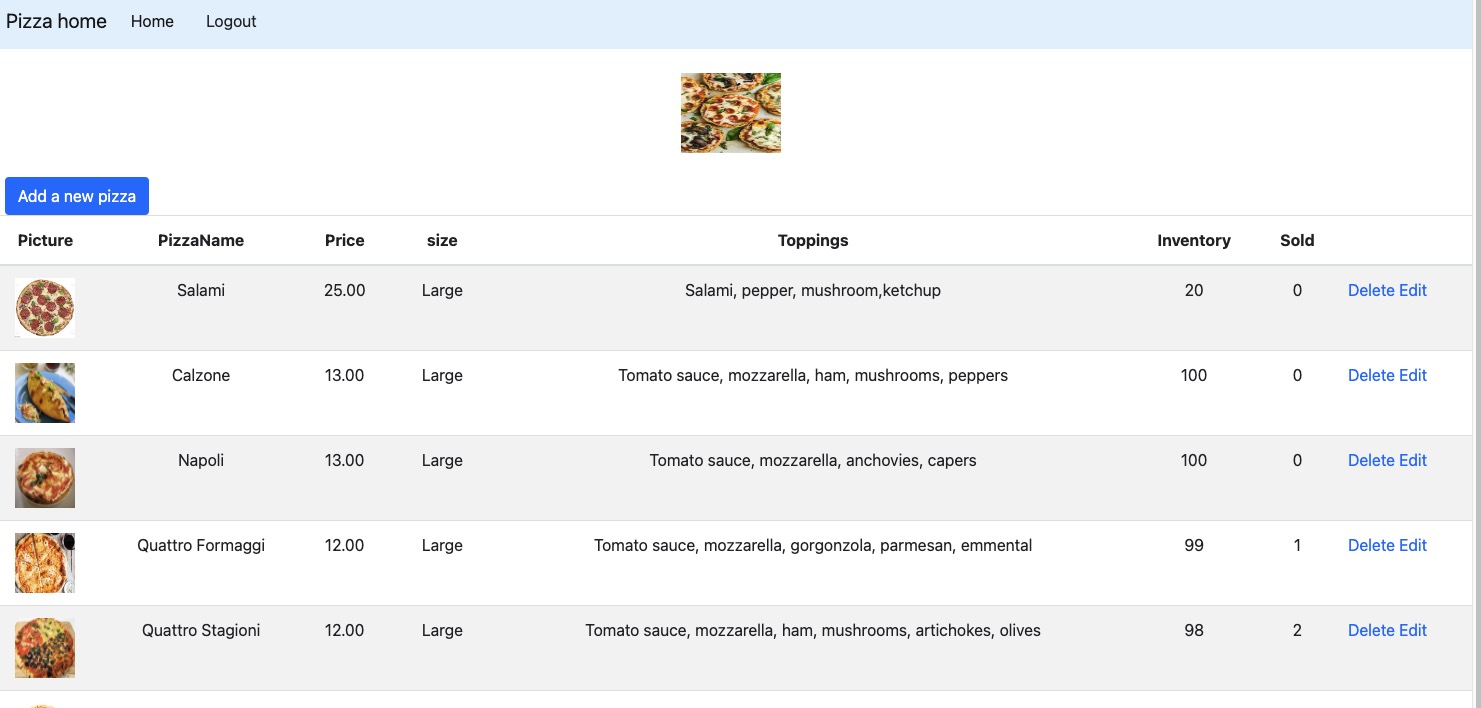 Pizza home Home Logout
Add a new pizza
Picture PizzaName Price size Toppings Inventory Sold
Salami 25.00 Large Salami, pepper, mushroom,ketchup 20 0 Delete Edit
Calzone 13.00 Large Tomato sauce, mozzarella, ham, mushrooms, peppers 100 0 Delete Edit
Napoli 13.00 Large Tomato sauce, mozzarella, anchovies, capers 100 0 Delete Edit
Quattro Formaggi 12.00 Large Tomato sauce, mozzarella, gorgonzola, parmesan, emmental 99 1 Delete Edit
Quattro Stagioni 12.00 Large Tomato sauce, mozzarella, ham, mushrooms, artichokes, olives 98 2 Delete Edit